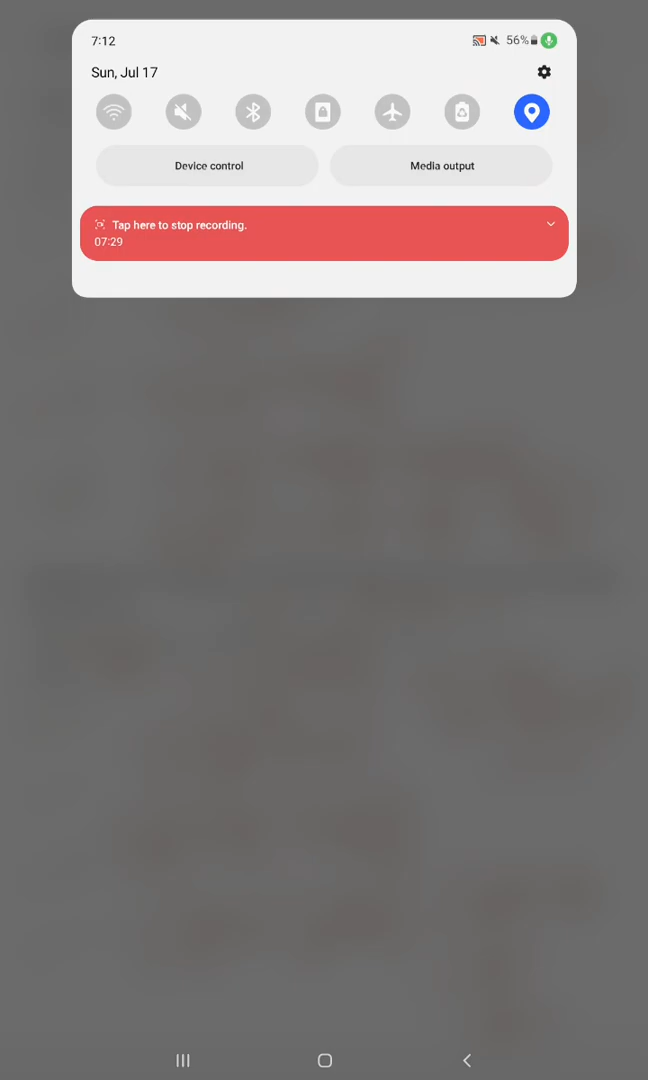 7:12
56%
Sun, Jul 17
Device control
Media output
Tap here to stop recording.
07:29